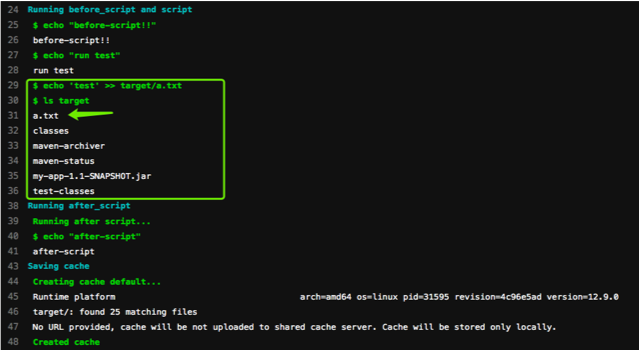 24 Running before_script and script
25 $ echo "before-script!!"
26 before-script!!
27 $ echo "run test"
28 run test
29 $ echo 'test' >> target/a.txt
30 $ ls target
31 a.txt
32 classes
33 maven-archiver
34 maven-status
35 my-app-1.1-SNAPSHOT.jar
36 test-classes
38 Running after_script
39 Running after script...
40 $ echo "after-script"
41 after-script
43 Saving cache
44 Creating cache default...
45 Runtime platform arch=amd64 os=linux pid=31595 revision=4c96e5ad version=12.9.0
46 target/: found 25 matching files
47 No URL provided, cache will be not uploaded to shared cache server. Cache will be stored only locally.
48 Created cache